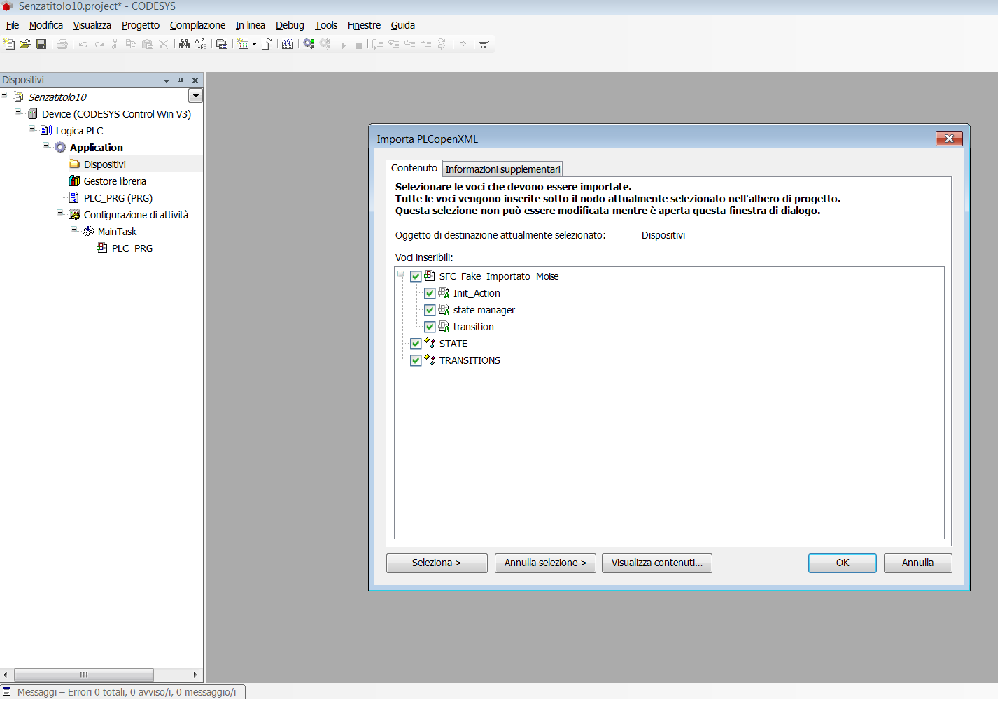 Senzatitolo10.project* - CODESYS
File Modifica Visualizza Progetto Compilazione In linea Debug Tools Finestre Guida
Dispositivi
Senzatitolo10
Device (CODESYS Control Win V3)
Logica PLC
Application
Dispositivi
Gestore libreria
PLC_PRG (PRG)
Configurazione di attività
MainTask
PLC_PRG
Importa PLCopenXML
Contenuto Informazioni supplementari
Selezionare le voci che devono essere importate.
Tutte le voci vengono inserite sotto il nodo attualmente selezionato nell'albero di progetto.
Questa selezione non può essere modificata mentre è aperta questa finestra di dialogo.
Oggetto di destinazione attualmente selezionato: Dispositivi
Voci inseribili:
SFC_Fake_Importato_Moise
Init_Action
state manager
transition
STATE
TRANSITIONS
Seleziona > Annulla selezione > Visualizza contenuti... OK Annulla
Messaggi – Errori 0 totali, 0 avviso/i, 0 messaggio/i